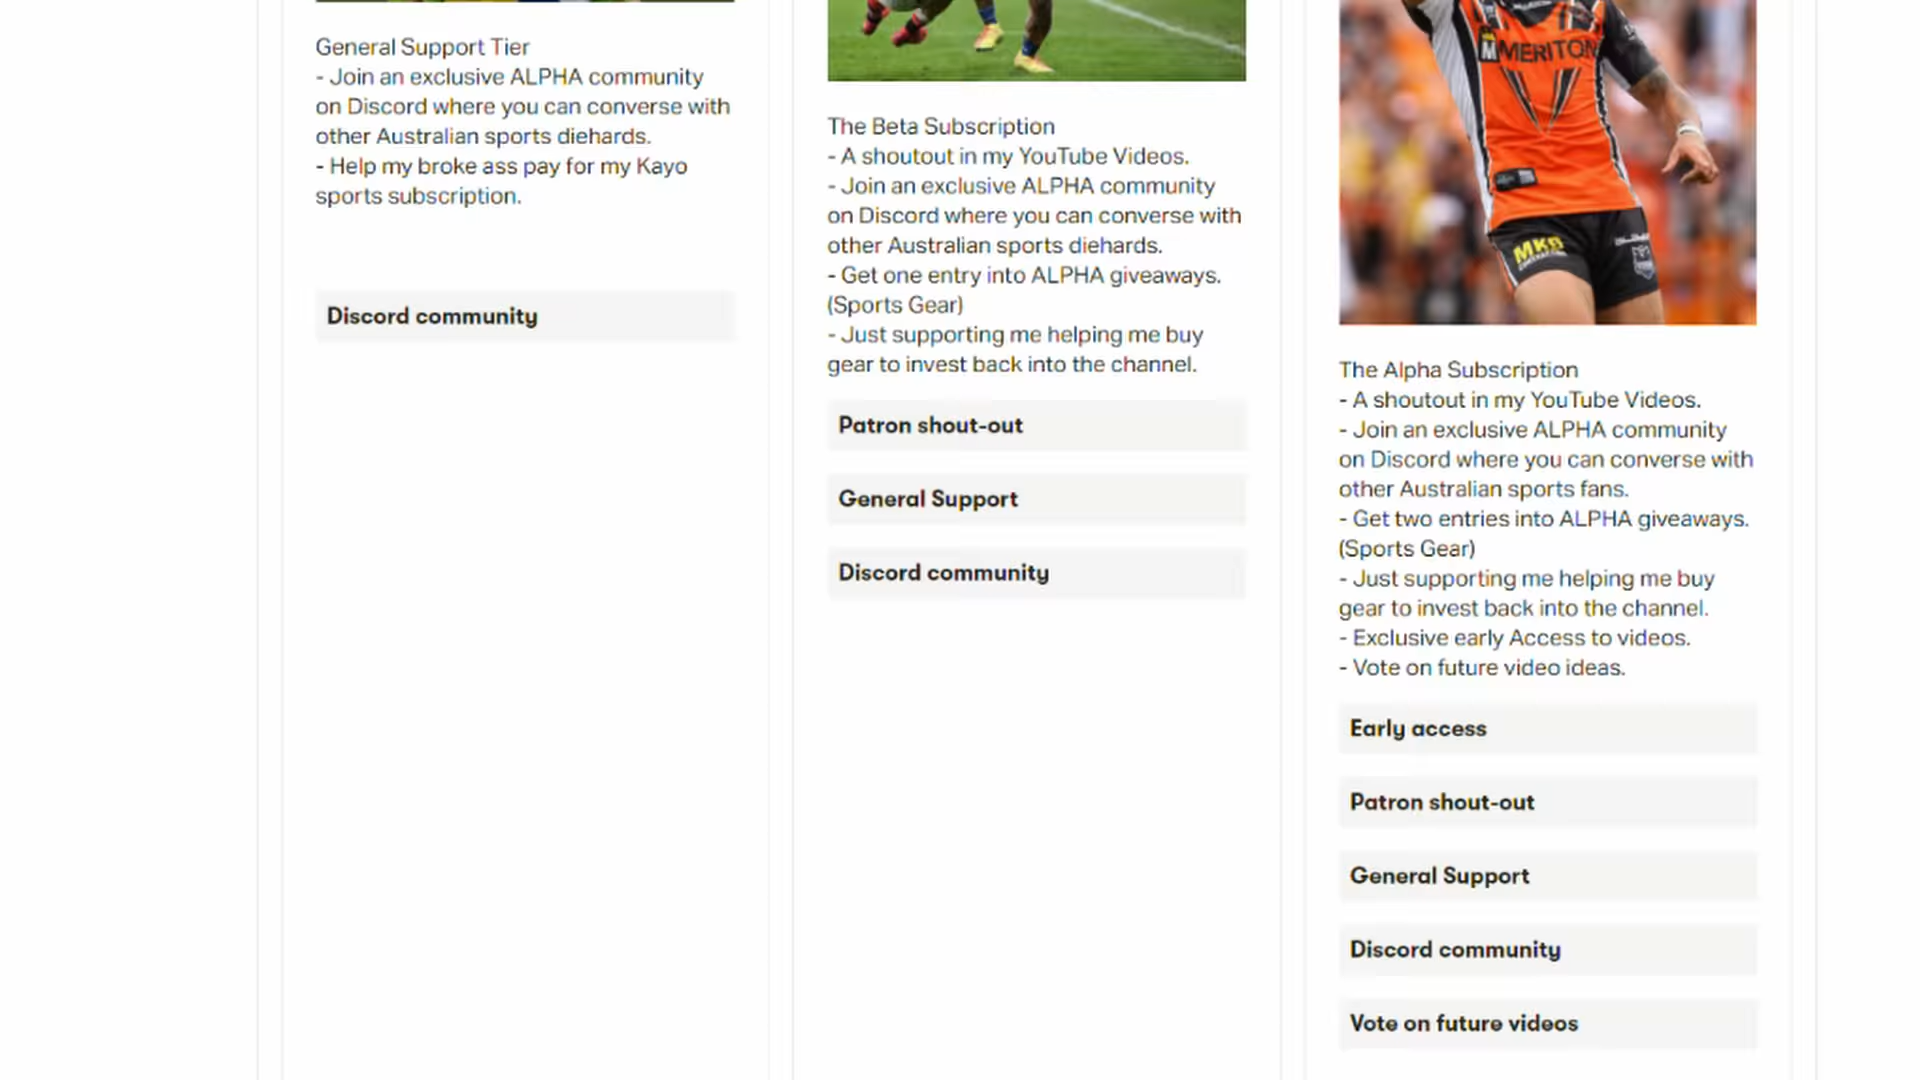 General Support Tier
- Join an exclusive ALPHA community
on Discord where you can converse with
other Australian sports diehards.
- Help my broke ass pay for my Kayo
sports subscription.
Discord community
The Beta Subscription
- A shoutout in my YouTube Videos.
- Join an exclusive ALPHA community
on Discord where you can converse with
other Australian sports diehards.
- Get one entry into ALPHA giveaways.
(Sports Gear)
- Just supporting me helping me buy
gear to invest back into the channel.
Patron shout-out
General Support
Discord community
MERITON
MKB
The Alpha Subscription
- A shoutout in my YouTube Videos.
- Join an exclusive ALPHA community
on Discord where you can converse with
other Australian sports fans.
- Get two entries into ALPHA giveaways.
(Sports Gear)
- Just supporting me helping me buy
gear to invest back into the channel.
- Exclusive early Access to videos.
- Vote on future video ideas.
Early access
Patron shout-out
General Support
Discord community
Vote on future videos